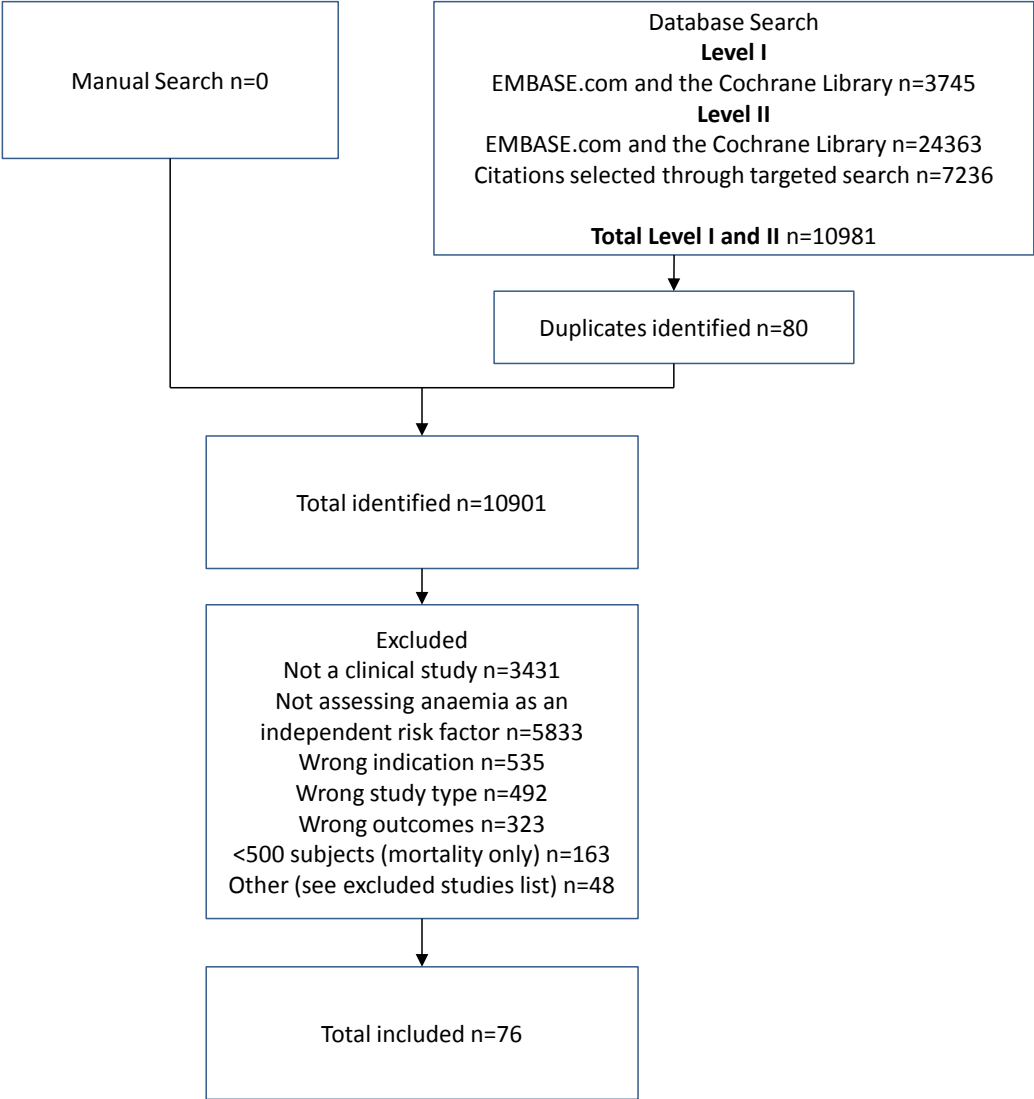 Manual Search n=0
Database Search
Level I
EMBASE.com and the Cochrane Library n=3745
Level II
EMBASE.com and the Cochrane Library n=24363
Citations selected through targeted search n=7236
Total Level I and II n=10981
Duplicates identified n=80
Total identified n=10901
Excluded
Not a clinical study n=3431
Not assessing anaemia as an
independent risk factor n=5833
Wrong indication n=535
Wrong study type n=492
Wrong outcomes n=323
<500 subjects (mortality only) n=163
Other (see excluded studies list) n=48
Total included n=76